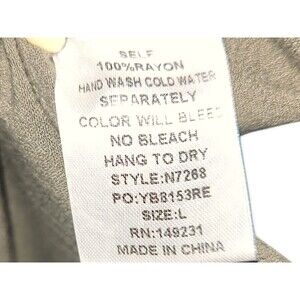 SELF
100%RAYON
HAND WASH COLD WATER
SEPARATELY
COLOR WILL BLEED
NO BLEACH
HANG TO DRY
STYLE:N7268
PO:YB8153RE
SIZE:L
RN:149231
MADE IN CHINA